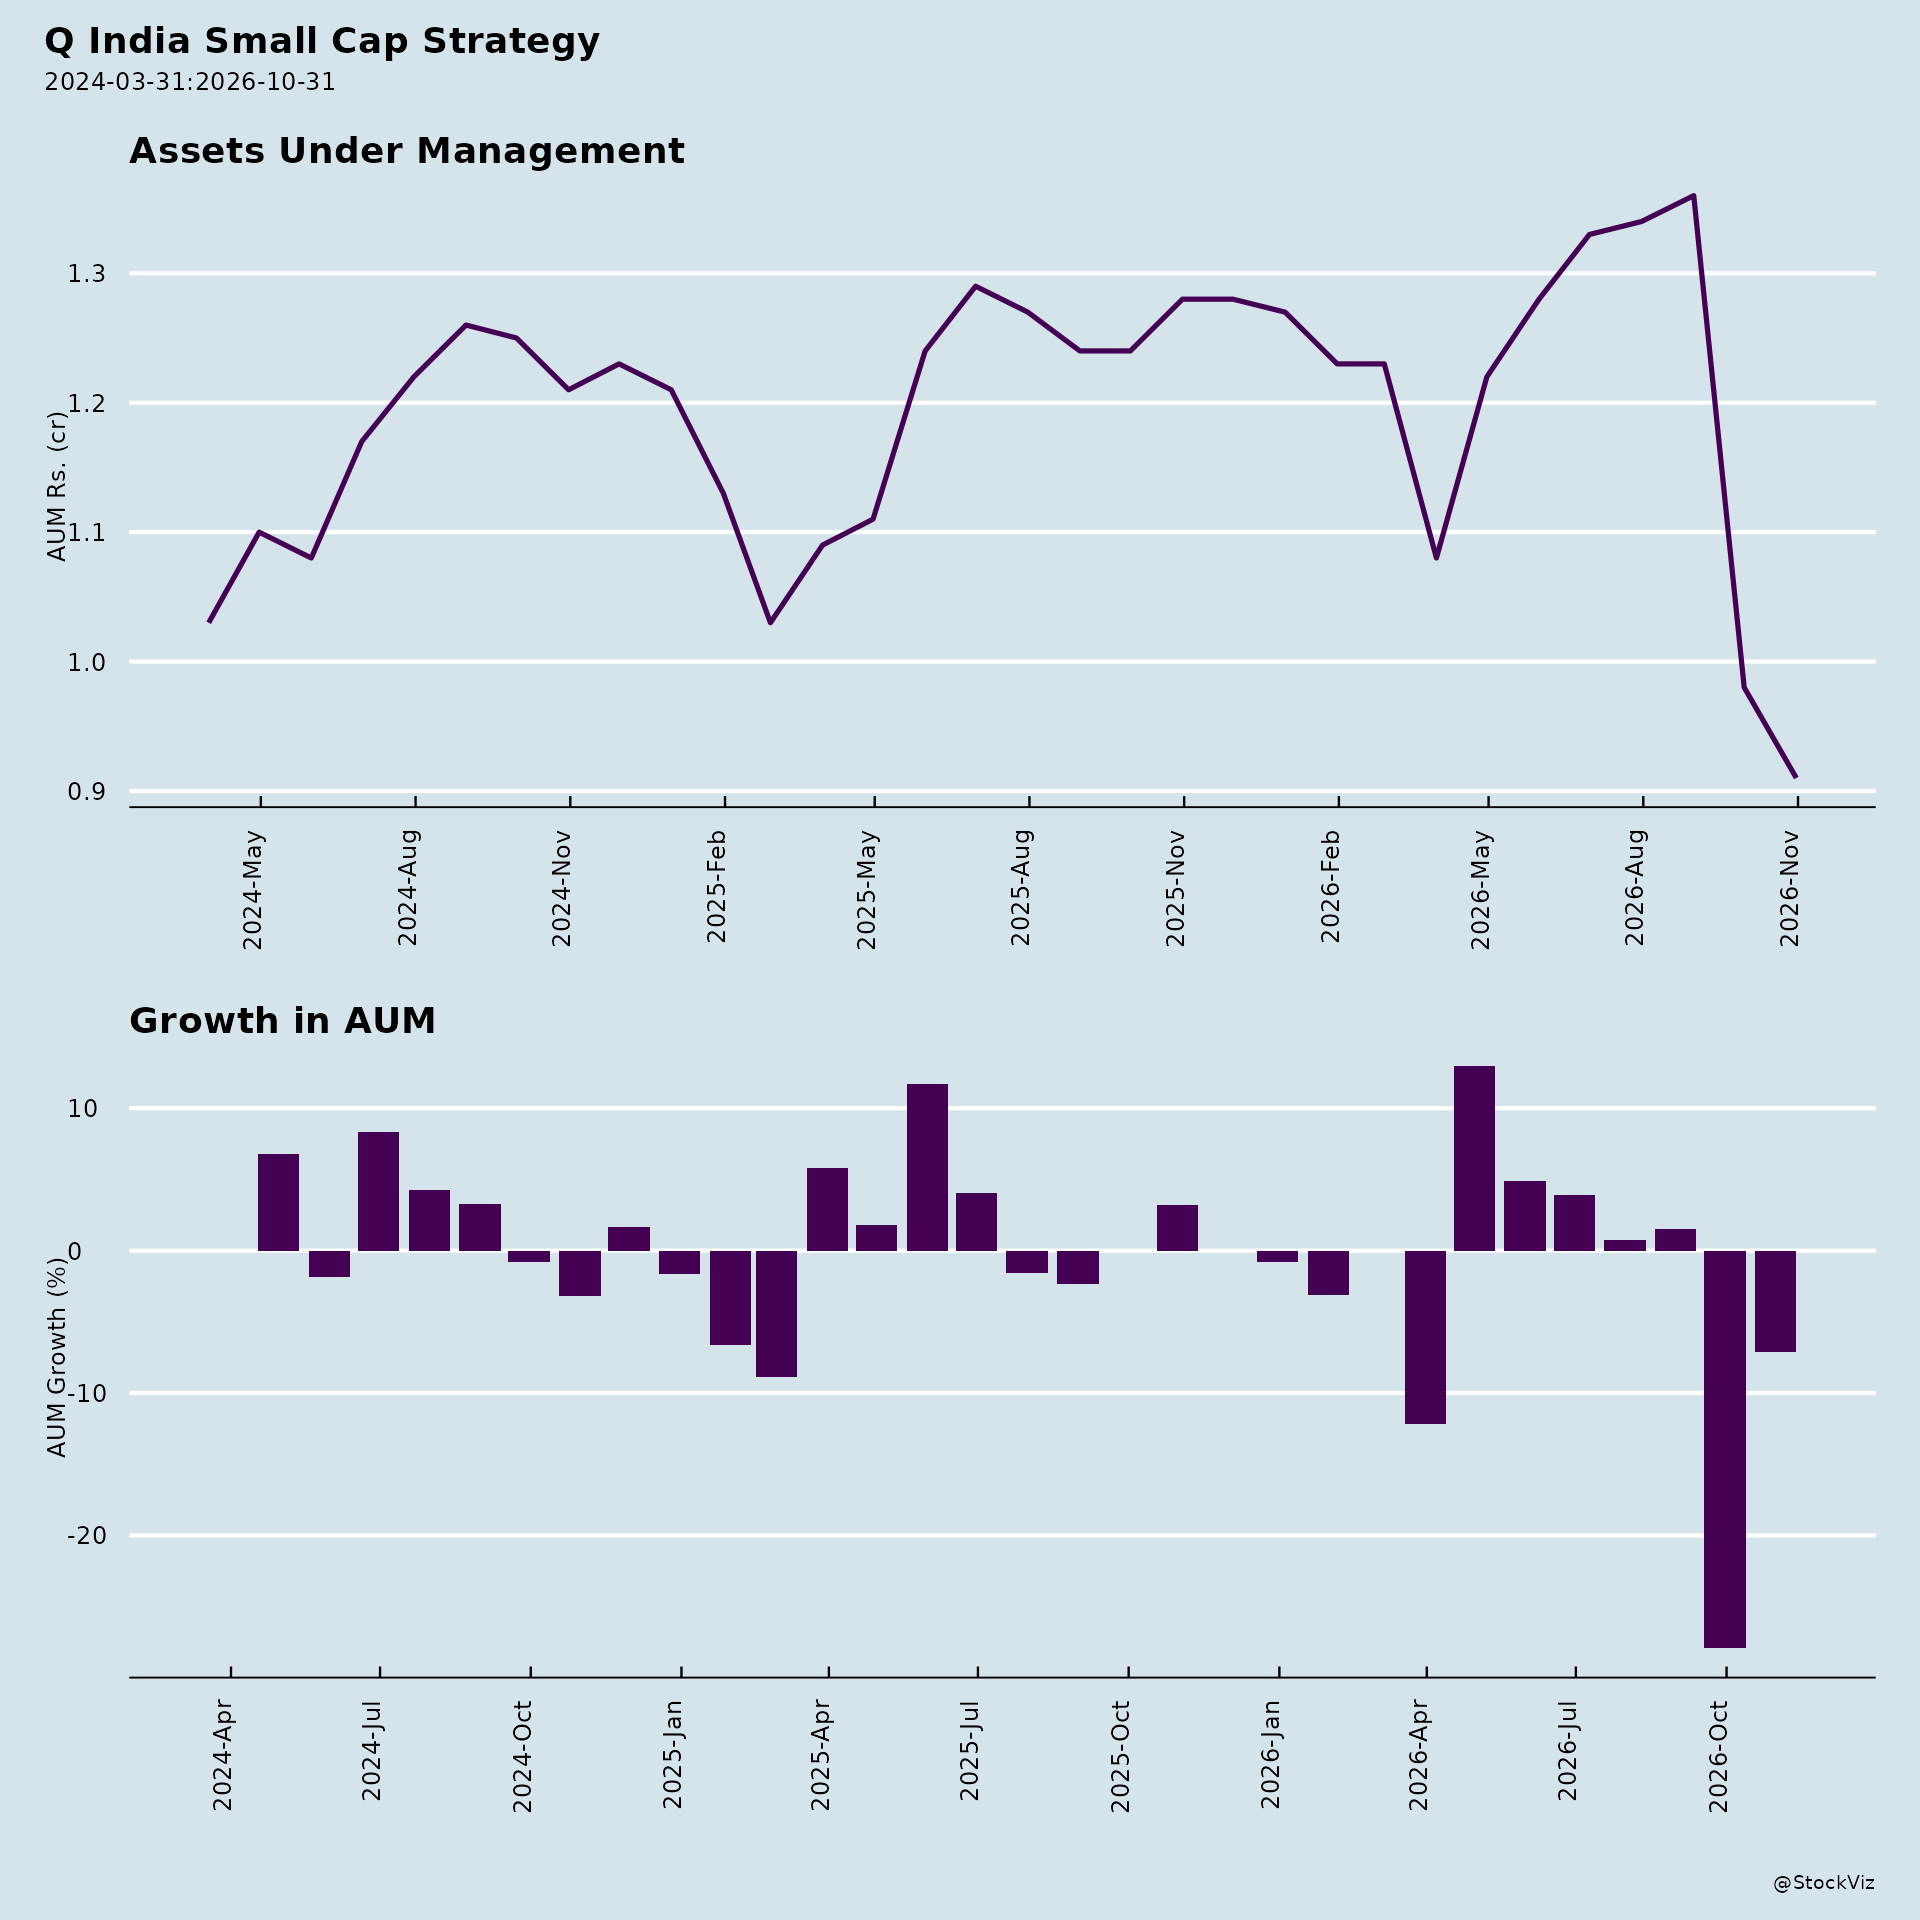 Q India Small Cap Strategy
2024-03-31:2026-10-31
Assets Under Management
AUM Rs. (cr)
1.3
1.2
1.1
1.0
0.9
2024-May
2024-Aug
2024-Nov
2025-Feb
2025-May
2025-Aug
2025-Nov
2026-Feb
2026-May
2026-Aug
2026-Nov
Growth in AUM
AUM Growth (%)
10
0
-10
-20
2024-Apr
2024-Jul
2024-Oct
2025-Jan
2025-Apr
2025-Jul
2025-Oct
2026-Jan
2026-Apr
2026-Jul
2026-Oct
@StockViz